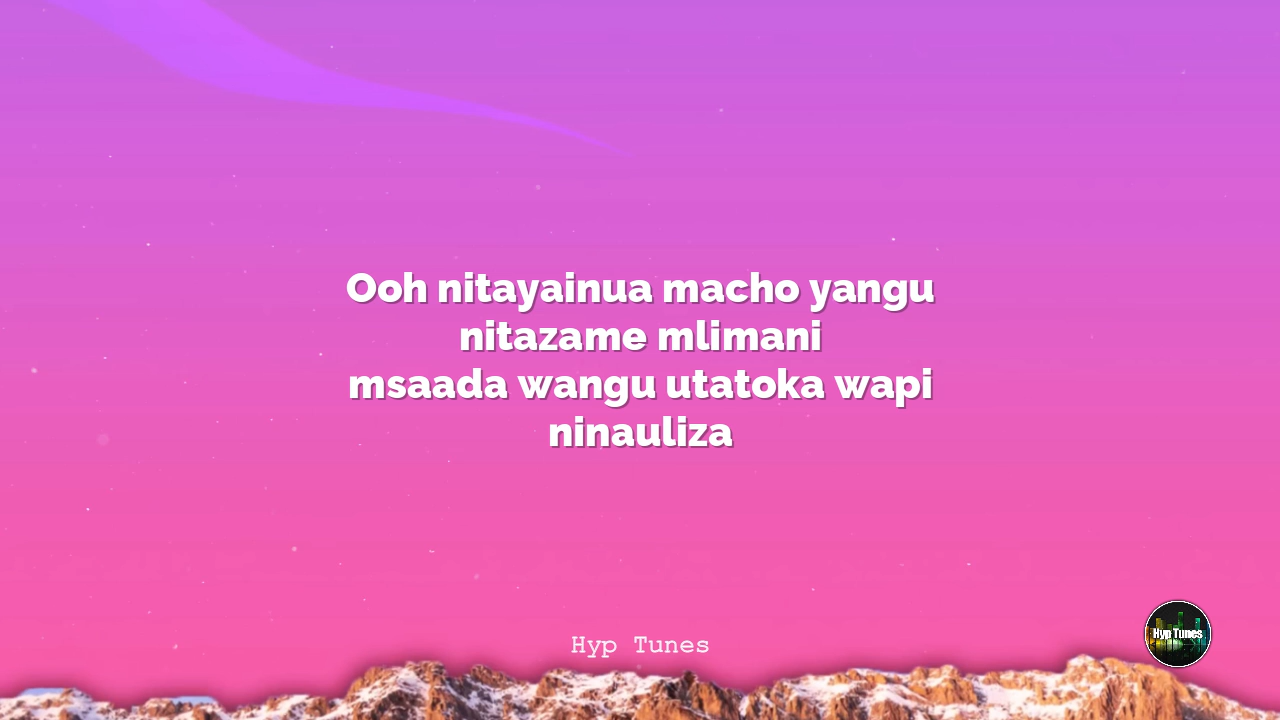 Ooh nitayainua macho yangu
nitazame mlimani
msaada wangu utatoka wapi
ninauliza
Hyp Tunes
Hyp Tunes